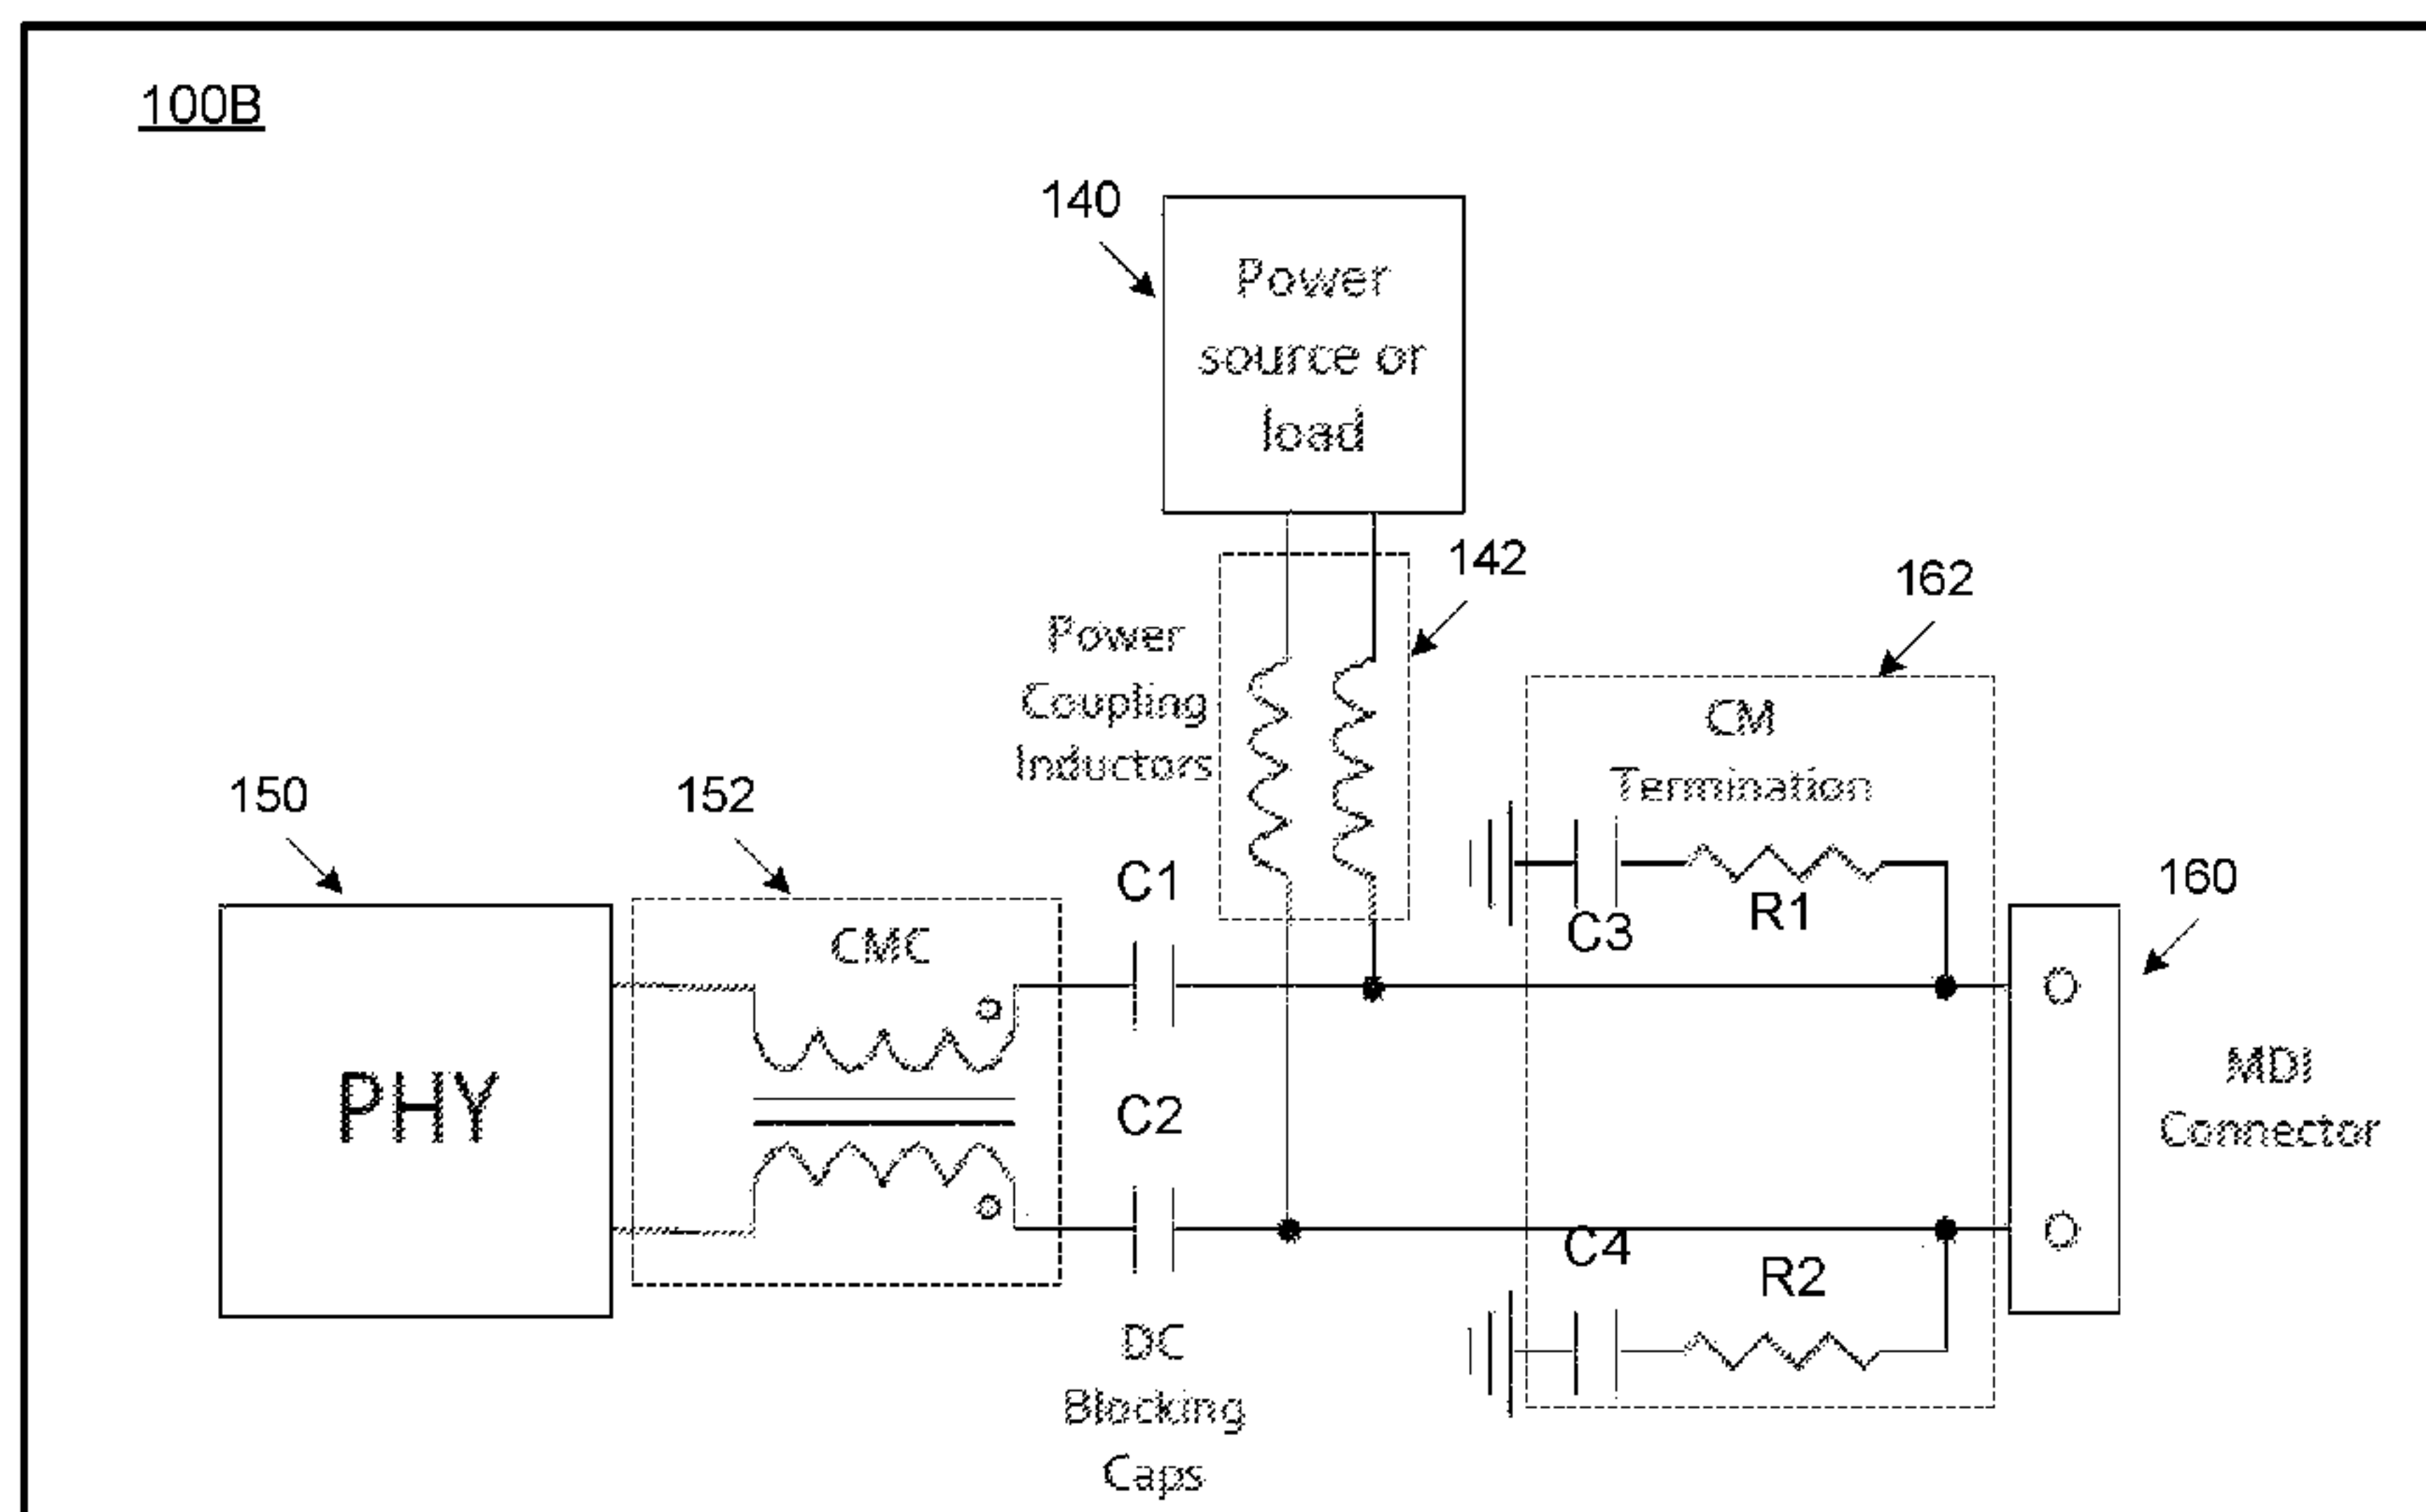 100B
140
Power
source or
load
142
162
Power
Coupling
Inductors
CM
Termination
150
152
C1
160
CMC
C3
R1
PHY
C2
MDI
Connector
C4
R2
DC
Blocking
Caps